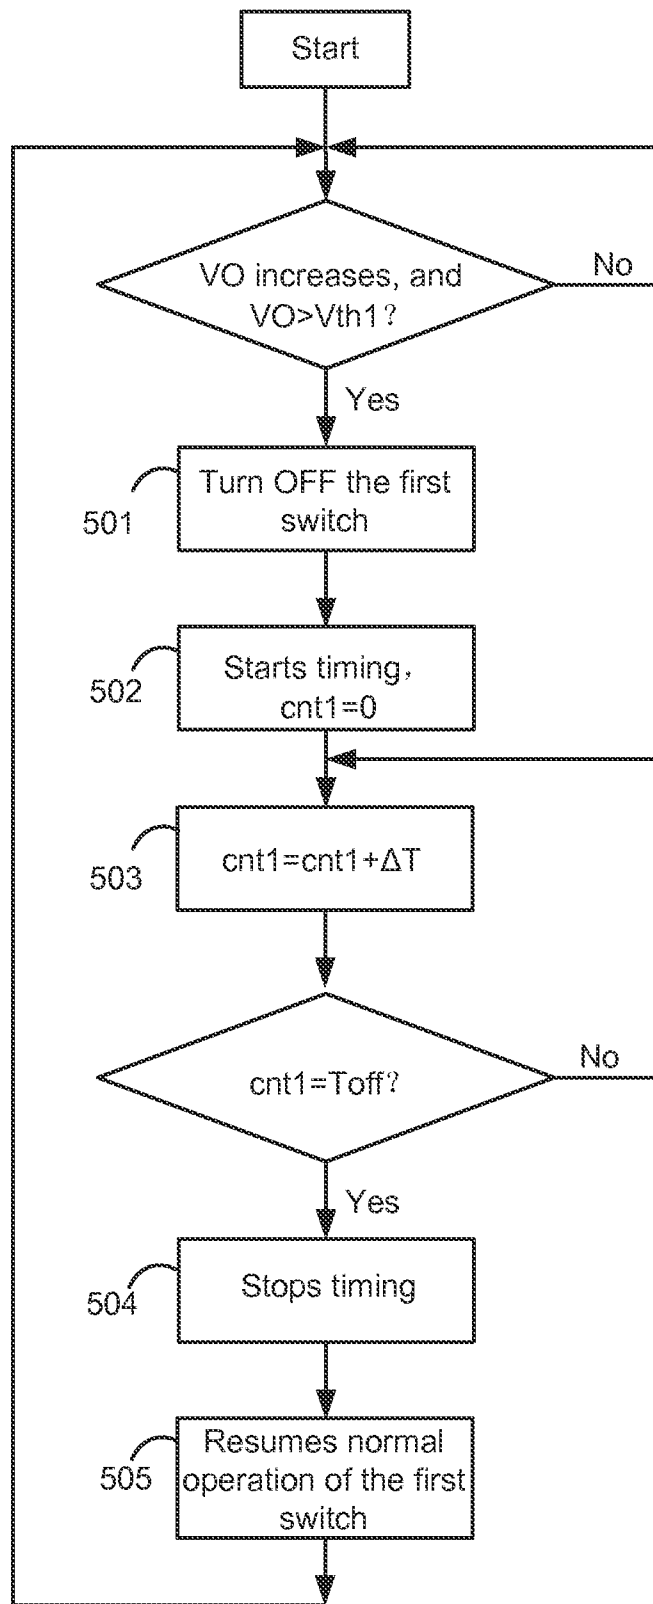 Start
VO increases, and
VO>Vth1?
No
Yes
501
Turn OFF the first
switch
502
Starts timing,
cnt1=0
503
cnt1=cnt1+ΔT
cnt1=Toff?
No
Yes
504
Stops timing
505
Resumes normal
operation of the first
switch